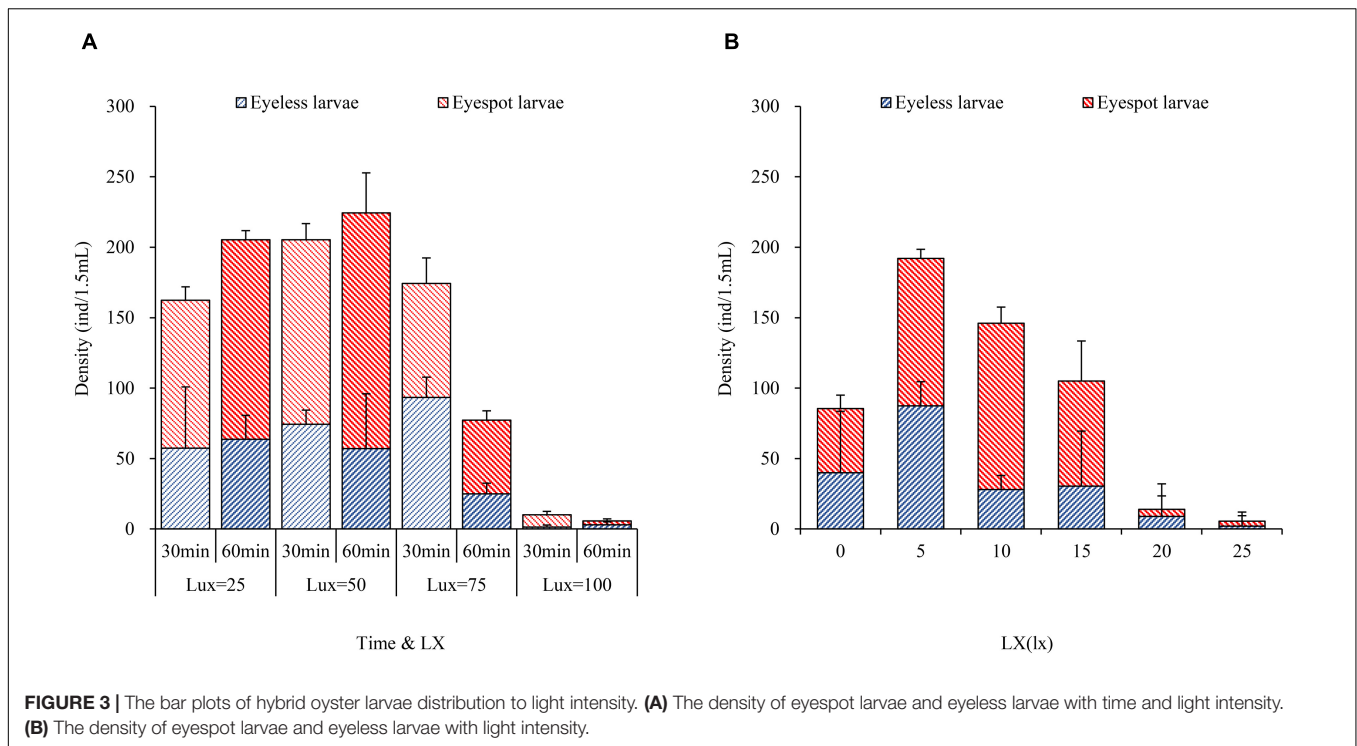 A
Eyeless larvae Eyespot larvae
300
250
200
150
100
50
0
Density (ind/1.5mL)
30min 60min 30min 60min 30min 60min 30min 60min
Lux=25 Lux=50 Lux=75 Lux=100
Time & LX
B
Eyeless larvae Eyespot larvae
300
250
200
150
100
50
0
Density (ind/1.5mL)
0 5 10 15 20 25
LX(lx)
FIGURE 3 | The bar plots of hybrid oyster larvae distribution to light intensity. (A) The density of eyespot larvae and eyeless larvae with time and light intensity.
(B) The density of eyespot larvae and eyeless larvae with light intensity.